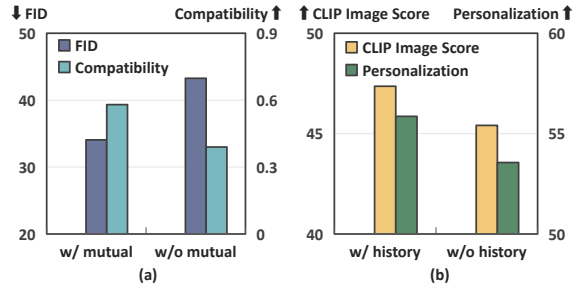 ⬇ FID Compatibility ⬆
50 0.9
FID
Compatibility
40 0.6
30 0.3
20 0
w/ mutual w/o mutual
(a)
⬆ CLIP Image Score Personalization ⬆
50 60
CLIP Image Score
Personalization
45 55
40 50
w/ history w/o history
(b)